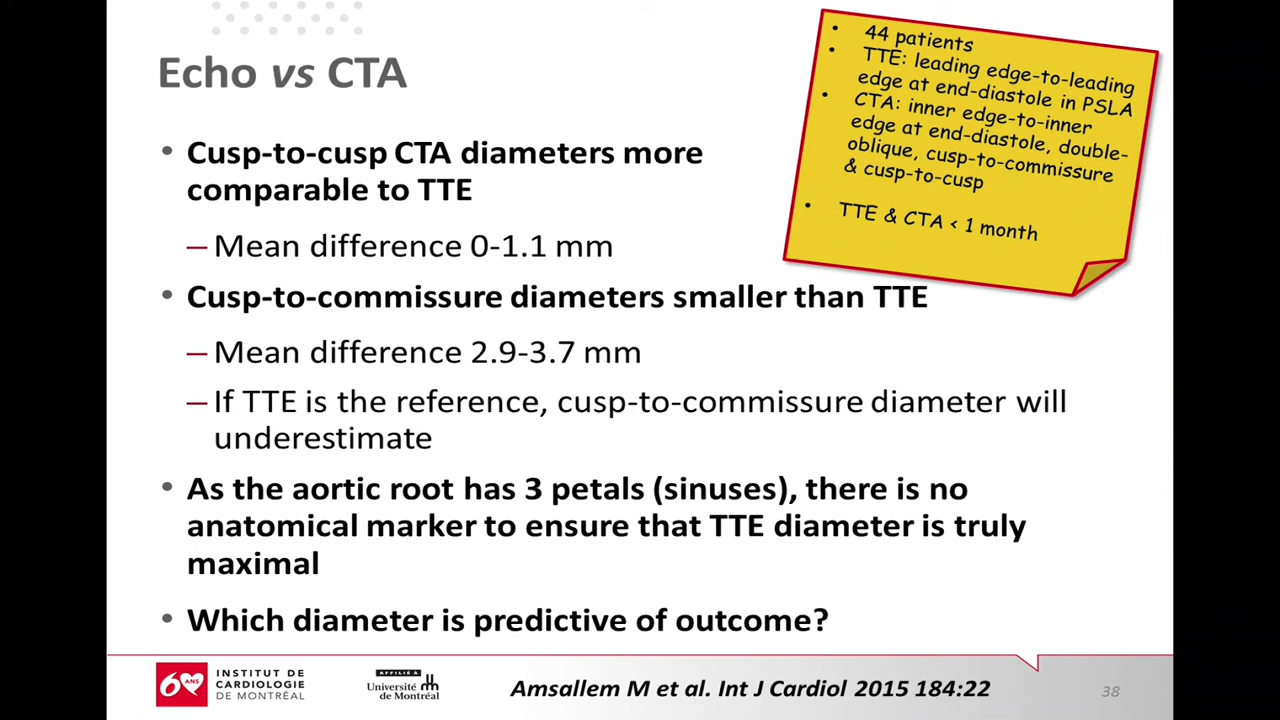 Echo vs CTA
• 44 patients
• TTE: leading edge-to-leading
edge at end-diastole in PSLA
• CTA: inner edge-to-inner
edge at end-diastole, double-
oblique, cusp-to-commissure
& cusp-to-cusp
• TTE & CTA < 1 month
• Cusp-to-cusp CTA diameters more
comparable to TTE
– Mean difference 0-1.1 mm
• Cusp-to-commissure diameters smaller than TTE
– Mean difference 2.9-3.7 mm
– If TTE is the reference, cusp-to-commissure diameter will
underestimate
• As the aortic root has 3 petals (sinuses), there is no
anatomical marker to ensure that TTE diameter is truly
maximal
• Which diameter is predictive of outcome?
60 ANS
INSTITUT DE
CARDIOLOGIE
DE MONTRÉAL
AFFILIÉ À
Université
de Montréal
Amsallem M et al. Int J Cardiol 2015 184:22
38